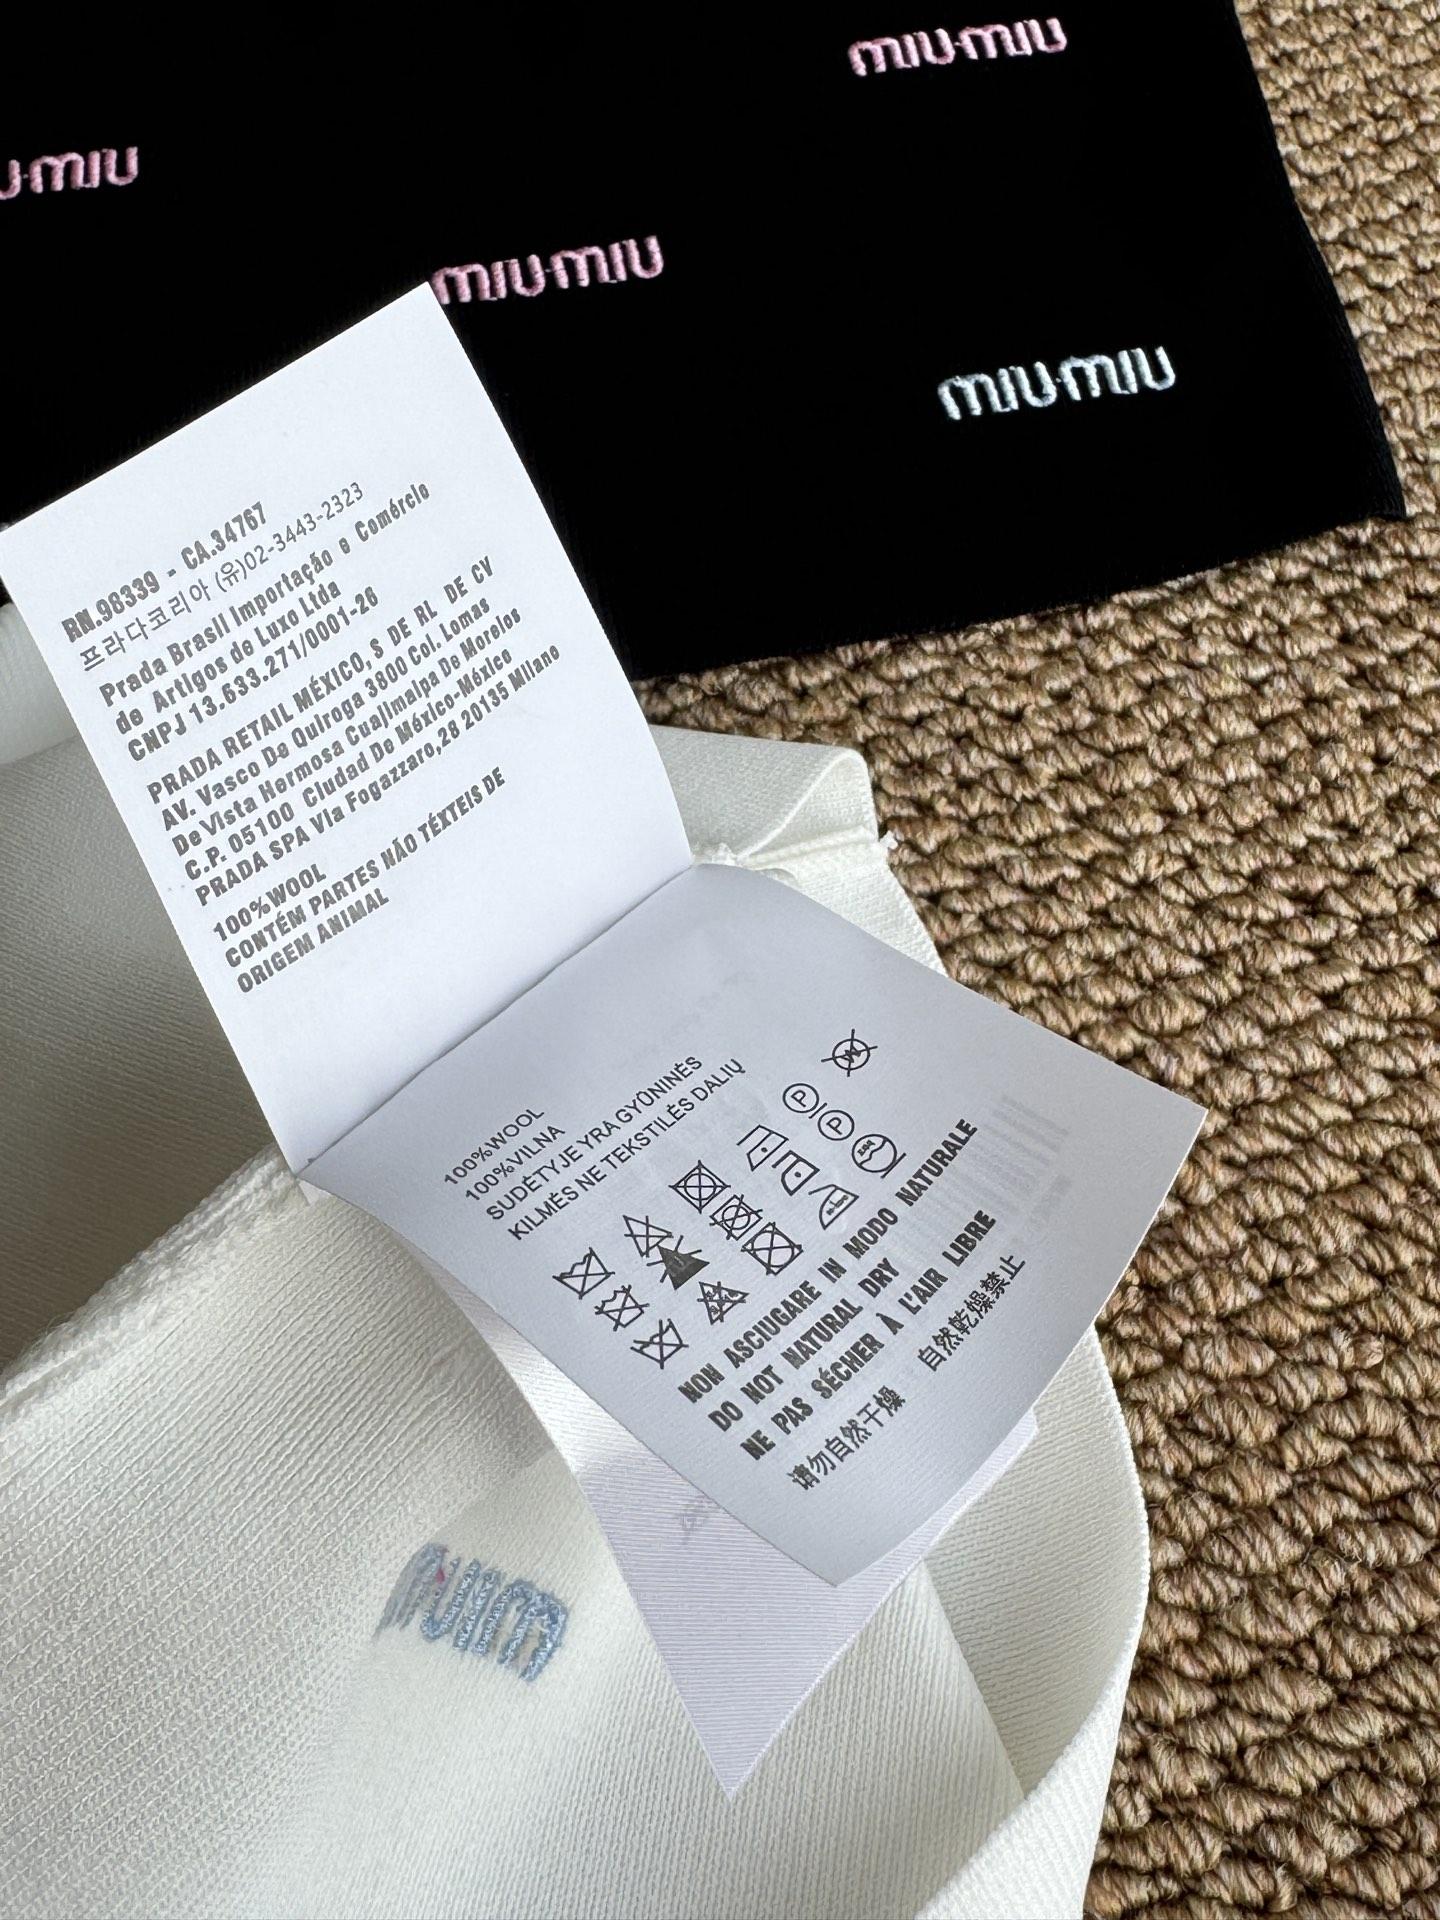 miu miu
miu miu
miu miu
RN.98339 - CA.34767
프라다코리아 (유)02-3443-2323
Prada Brasil Importação e Comércio
de Artigos de Luxo Ltda
CNPJ 13.633.271/0001-26
PRADA RETAIL MÉXICO, S DE RL DE CV
AV. Vasco De Quiroga 3800 Col. Lomas
De Vista Hermosa Cuajimalpa De Morelos
C.P. 05100 Ciudad De México-México
PRADA SPA Via Fogazzaro,28 20135 Milano
100%WOOL
CONTÉM PARTES NÃO TÉXTEIS DE
ORIGEM ANIMAL
100%WOOL
100%VILNA
SUDĖTYJE YRA GYŪNINĖS
KILMĖS NE TEKSTILĖS DALIŲ
W
P
P
NON ASCIUGARE IN MODO NATURALE
DO NOT NATURAL DRY
NE PAS SÉCHER À L'AIR LIBRE
请勿自然干燥 自然乾燥禁止